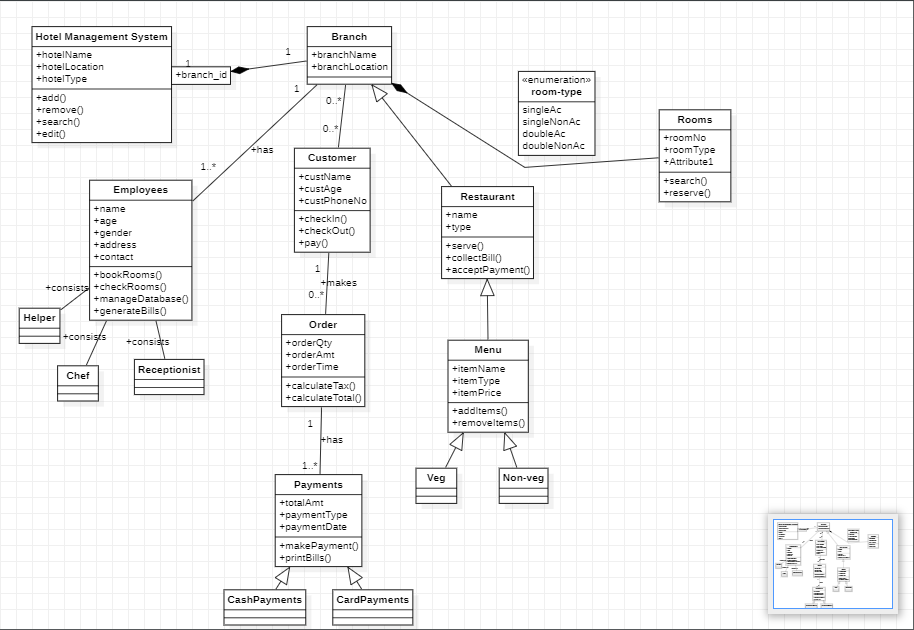 Hotel Management System
+hotelName
+hotelLocation
+hotelType
+add()
+remove()
+search()
+edit()
1
+branch_id
1
Branch
+branchName
+branchLocation
1
0..*
0..*
+has
1..*
«enumeration»
room-type
singleAc
singleNonAc
doubleAc
doubleNonAc
Rooms
+roomNo
+roomType
+Attribute1
+search()
+reserve()
Customer
+custName
+custAge
+custPhoneNo
+checkIn()
+checkOut()
+pay()
Employees
+name
+age
+gender
+address
+contact
+bookRooms()
+checkRooms()
+manageDatabase()
+generateBills()
Restaurant
+name
+type
+serve()
+collectBill()
+acceptPayment()
1
+makes
0..*
+consists
+consists
+consists
Helper
Chef
Receptionist
Order
+orderQty
+orderAmt
+orderTime
+calculateTax()
+calculateTotal()
Menu
+itemName
+itemType
+itemPrice
+addItems()
+removeItems()
1
+has
1..*
Veg
Non-veg
Payments
+totalAmt
+paymentType
+paymentDate
+makePayment()
+printBills()
CashPayments
CardPayments